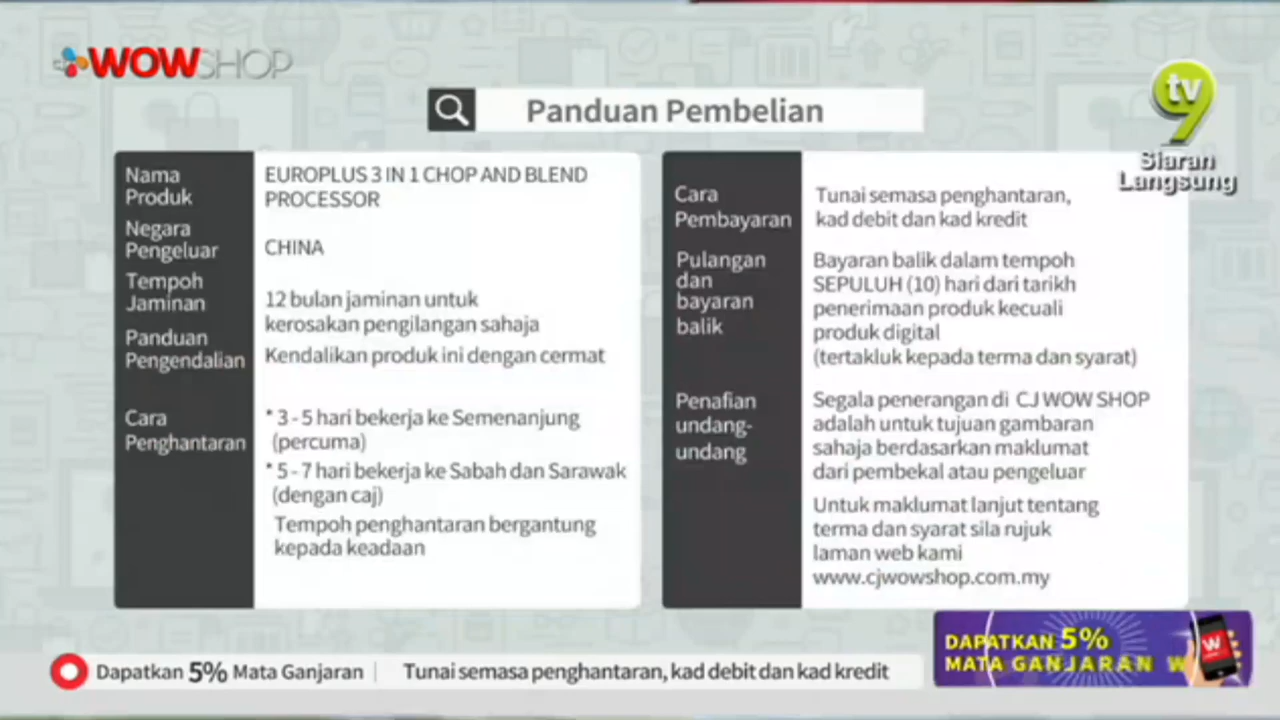 WOWSHOP
tv9
Siaran
Langsung
Panduan Pembelian
Nama
Produk
EUROPLUS 3 IN 1 CHOP AND BLEND
PROCESSOR
Negara
Pengeluar
CHINA
Tempoh
Jaminan
12 bulan jaminan untuk
kerosakan pengilangan sahaja
Panduan
Pengendalian
Kendalikan produk ini dengan cermat
Cara
Penghantaran
* 3 - 5 hari bekerja ke Semenanjung
(percuma)
* 5 - 7 hari bekerja ke Sabah dan Sarawak
(dengan caj)
Tempoh penghantaran bergantung
kepada keadaan
Cara
Pembayaran
Tunai semasa penghantaran,
kad debit dan kad kredit
Pulangan
dan
bayaran
balik
Bayaran balik dalam tempoh
SEPULUH (10) hari dari tarikh
penerimaan produk kecuali
produk digital
(tertakluk kepada terma dan syarat)
Penafian
undang-
undang
Segala penerangan di CJ WOW SHOP
adalah untuk tujuan gambaran
sahaja berdasarkan maklumat
dari pembekal atau pengeluar
Untuk maklumat lanjut tentang
terma dan syarat sila rujuk
laman web kami
www.cjwowshop.com.my
Dapatkan 5% Mata Ganjaran | Tunai semasa penghantaran, kad debit dan kad kredit
DAPATKAN 5%
MATA GANJARAN W
W